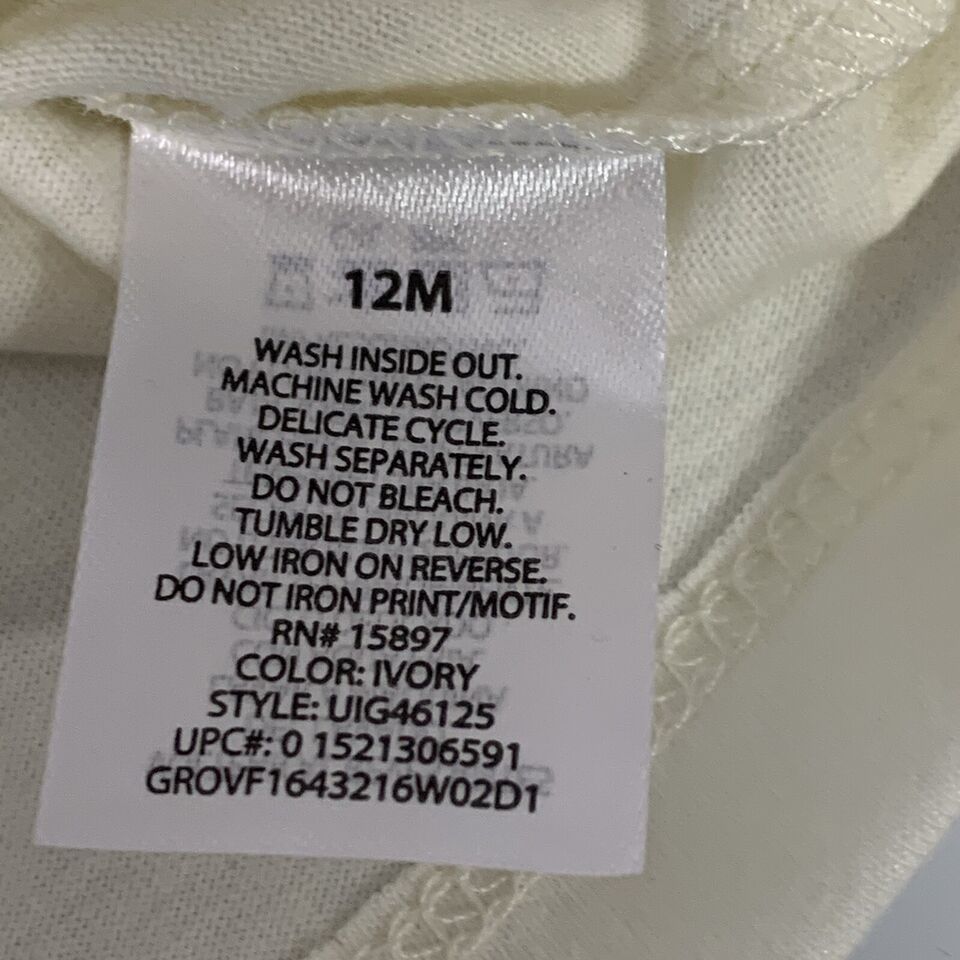 12M
WASH INSIDE OUT.
MACHINE WASH COLD.
DELICATE CYCLE.
WASH SEPARATELY.
DO NOT BLEACH.
TUMBLE DRY LOW.
LOW IRON ON REVERSE.
DO NOT IRON PRINT/MOTIF.
RN# 15897
COLOR: IVORY
STYLE: UIG46125
UPC#: 0 1521306591
GROVF1643216W02D1